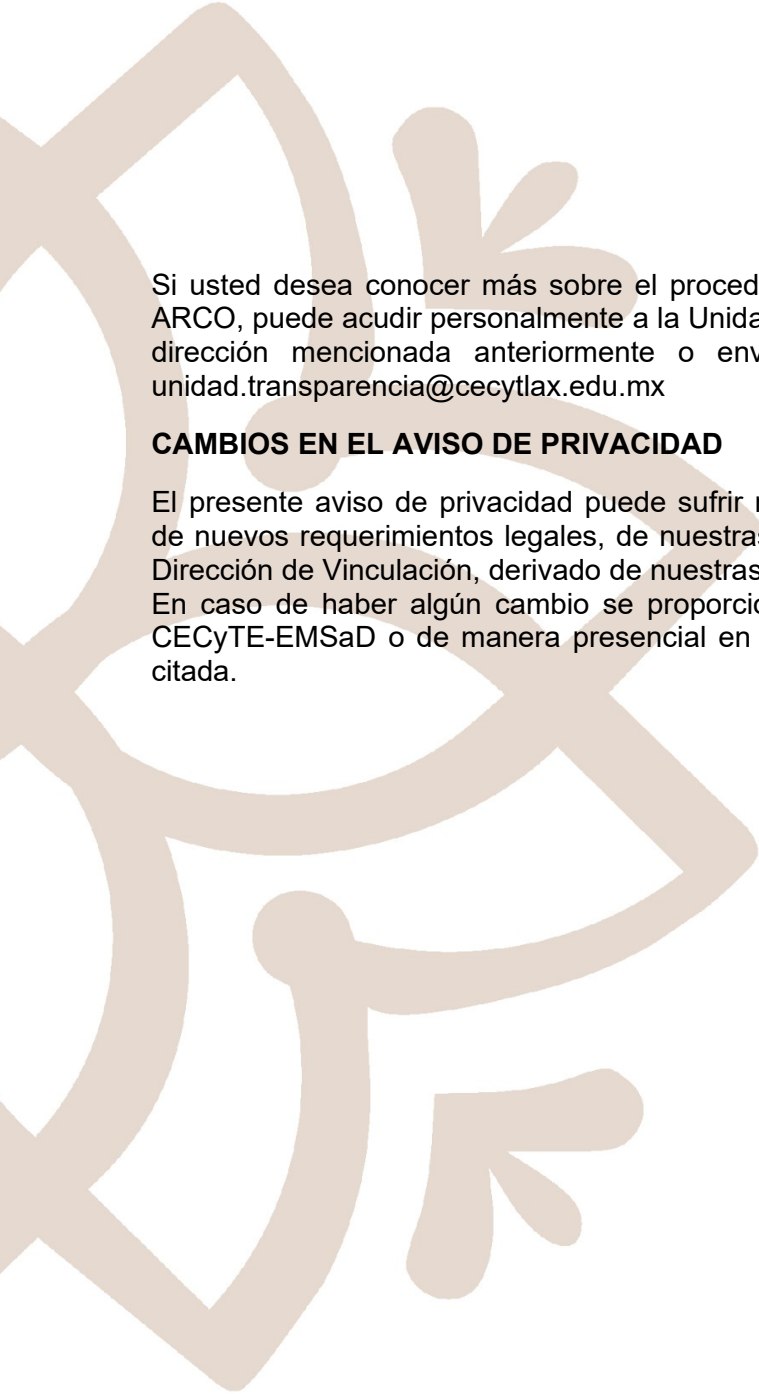 Si usted desea conocer más sobre el proced
ARCO, puede acudir personalmente a la Unida
dirección mencionada anteriormente o env
unidad.transparencia@cecytlax.edu.mx
CAMBIOS EN EL AVISO DE PRIVACIDAD
El presente aviso de privacidad puede sufrir
de nuevos requerimientos legales, de nuestras
Dirección de Vinculación, derivado de nuestras
En caso de haber algún cambio se proporcio
CECyTE-EMSaD o de manera presencial en
citada.